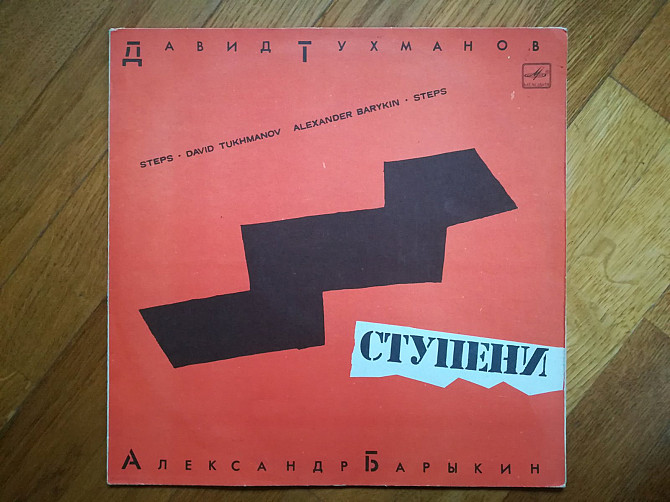 Давид Тухманов
STEPS · DAVID TUKHMANOV ALEXANDER BARYKIN · STEPS
СТУПЕНИ
Александр Барыкин